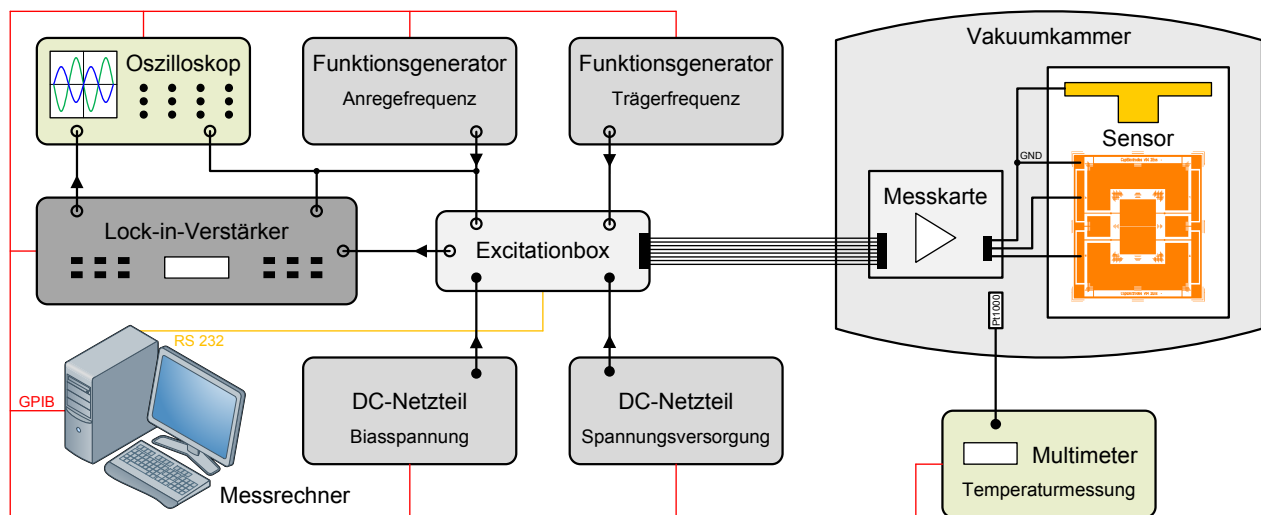 Oszilloskop
Funktionsgenerator
Anregefrequenz
Funktionsgenerator
Trägerfrequenz
Vakuumkammer
Sensor
GND
Messkarte
Lock-in-Verstärker
Excitationbox
Pt1000
RS 232
GPIB
Messrechner
DC-Netzteil
Biasspannung
DC-Netzteil
Spannungsversorgung
Multimeter
Temperaturmessung